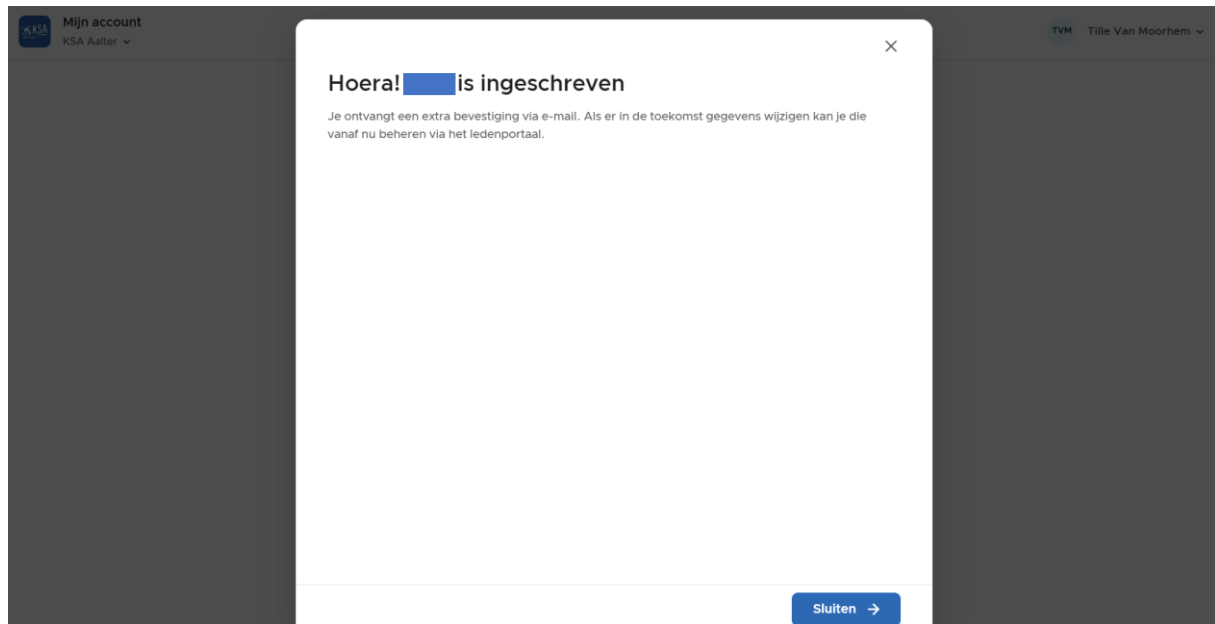 KSA
Mijn account
KSA Aalter
TVM
Tille Van Moorhem
Hoera! is ingeschreven
Je ontvangt een extra bevestiging via e-mail. Als er in de toekomst gegevens wijzigen kan je die
vanaf nu beheren via het ledenportaal.
Sluiten